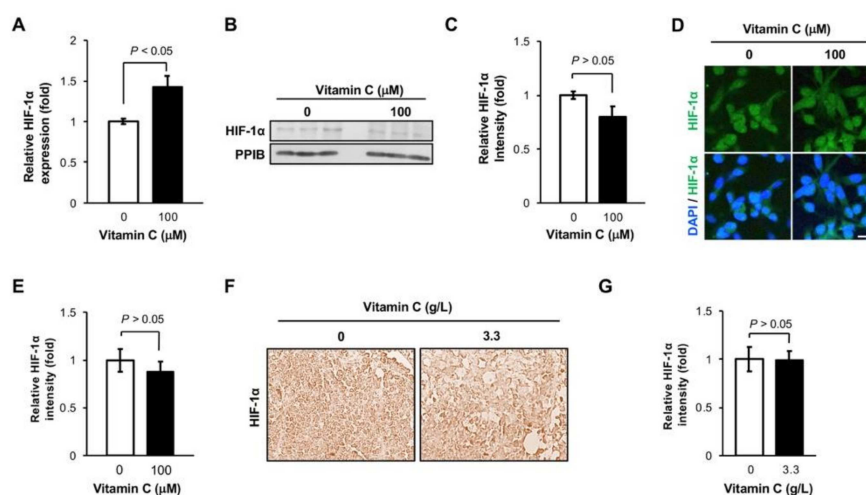 A
P < 0.05
Relative HIF-1α
expression (fold)
2
1.5
1
0.5
0
0
100
Vitamin C (µM)
B
Vitamin C (µM)
0
100
HIF-1α
PPIB
C
P > 0.05
Relative HIF-1α
Intensity (fold)
1.5
1
0.5
0
0
100
Vitamin C (µM)
D
Vitamin C (µM)
0
100
HIF-1α
DAPI / HIF-1α
E
P > 0.05
Relative HIF-1α
intensity (fold)
1.5
1
0.5
0
0
100
Vitamin C (µM)
F
Vitamin C (g/L)
0
3.3
HIF-1α
G
P > 0.05
Relative HIF-1α
intensity (fold)
1.5
1
0.5
0
0
3.3
Vitamin C (g/L)